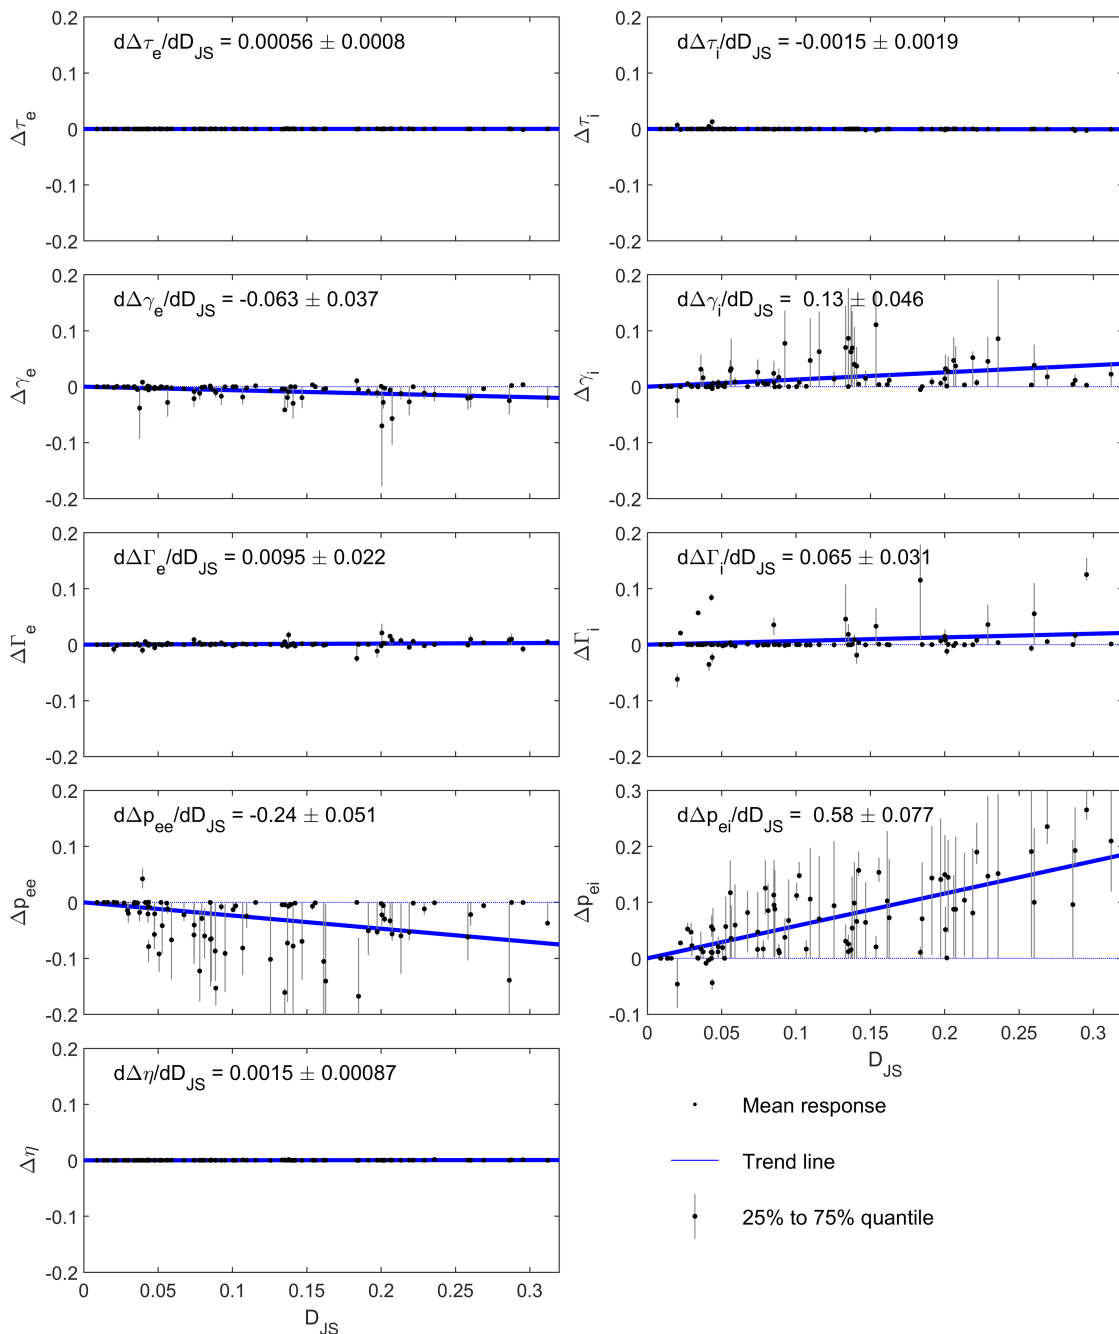 dΔτe/dDJS = 0.00056 ± 0.0008
0.2
0.1
0
-0.1
-0.2
Δτe
dΔτi/dDJS = -0.0015 ± 0.0019
0.2
0.1
0
-0.1
-0.2
Δτi
dΔγe/dDJS = -0.063 ± 0.037
0.2
0.1
0
-0.1
-0.2
Δγe
dΔγi/dDJS = 0.13 ± 0.046
0.2
0.1
0
-0.1
-0.2
Δγi
dΔΓe/dDJS = 0.0095 ± 0.022
0.2
0.1
0
-0.1
-0.2
ΔΓe
dΔΓi/dDJS = 0.065 ± 0.031
0.2
0.1
0
-0.1
-0.2
ΔΓi
dΔpee/dDJS = -0.24 ± 0.051
0.2
0.1
0
-0.1
-0.2
Δpee
dΔpei/dDJS = 0.58 ± 0.077
0.3
0.2
0.1
0
-0.1
Δpei
0 0.05 0.1 0.15 0.2 0.25 0.3
DJS
dΔη/dDJS = 0.0015 ± 0.00087
0.2
0.1
0
-0.1
-0.2
Δη
0 0.05 0.1 0.15 0.2 0.25 0.3
DJS
Mean response
Trend line
25% to 75% quantile